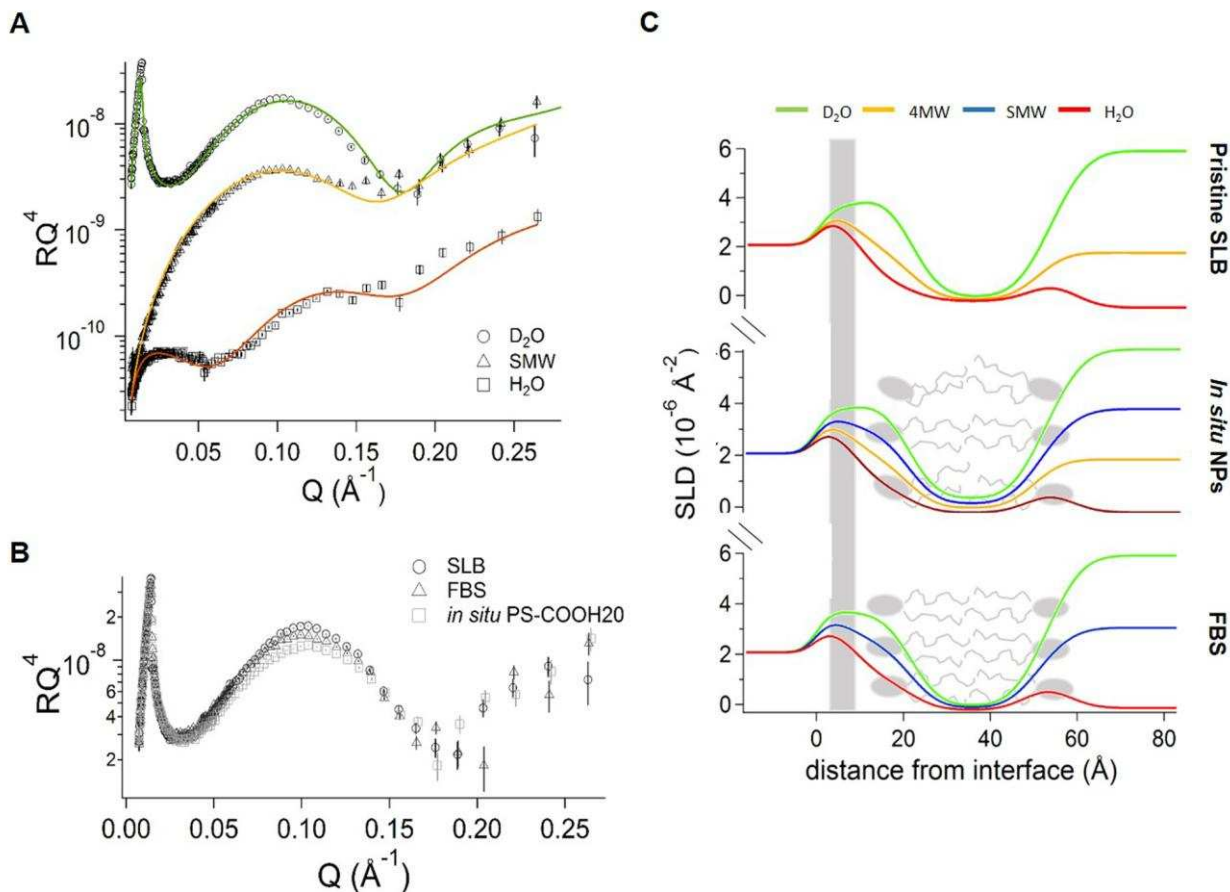 A
RQ⁴
10⁻⁸
10⁻⁹
10⁻¹⁰
D₂O
SMW
H₂O
0.05
0.10
0.15
0.20
0.25
Q (Å⁻¹)
B
RQ⁴
2
10⁻⁸
8
6
4
2
SLB
FBS
in situ PS-COOH20
0.00
0.05
0.10
0.15
0.20
0.25
Q (Å⁻¹)
C
D₂O
4MW
SMW
H₂O
SLD (10⁻⁶ Å⁻²)
6
4
2
0
Pristine SLB
6
4
2
0
In situ NPs
6
4
2
0
FBS
0
20
40
60
80
distance from interface (Å)